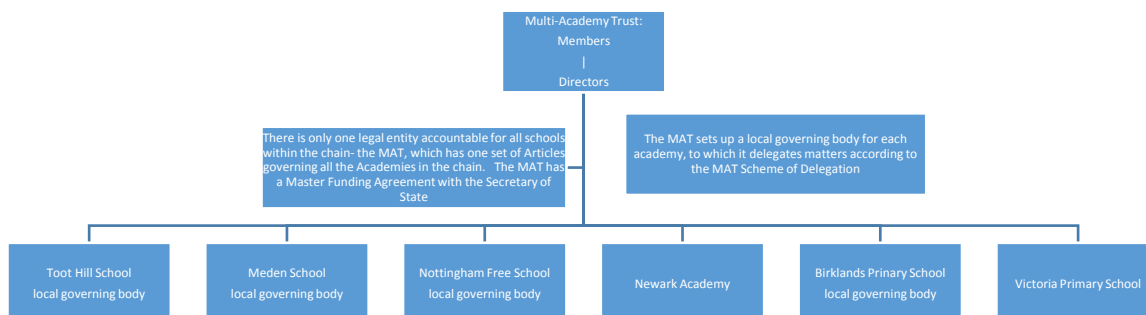 Multi-Academy Trust:
Members
|
Directors
There is only one legal entity accountable for all schools
within the chain- the MAT, which has one set of Articles
governing all the Academies in the chain.   The MAT has
a Master Funding Agreement with the Secretary of
State
The MAT sets up a local governing body for each
academy, to which it delegates matters according to
the MAT Scheme of Delegation
Toot Hill School
local governing body
Meden School
local governing body
Nottingham Free School
local governing body
Newark Academy
Birklands Prinary School
local governing body
Victoria Primary School